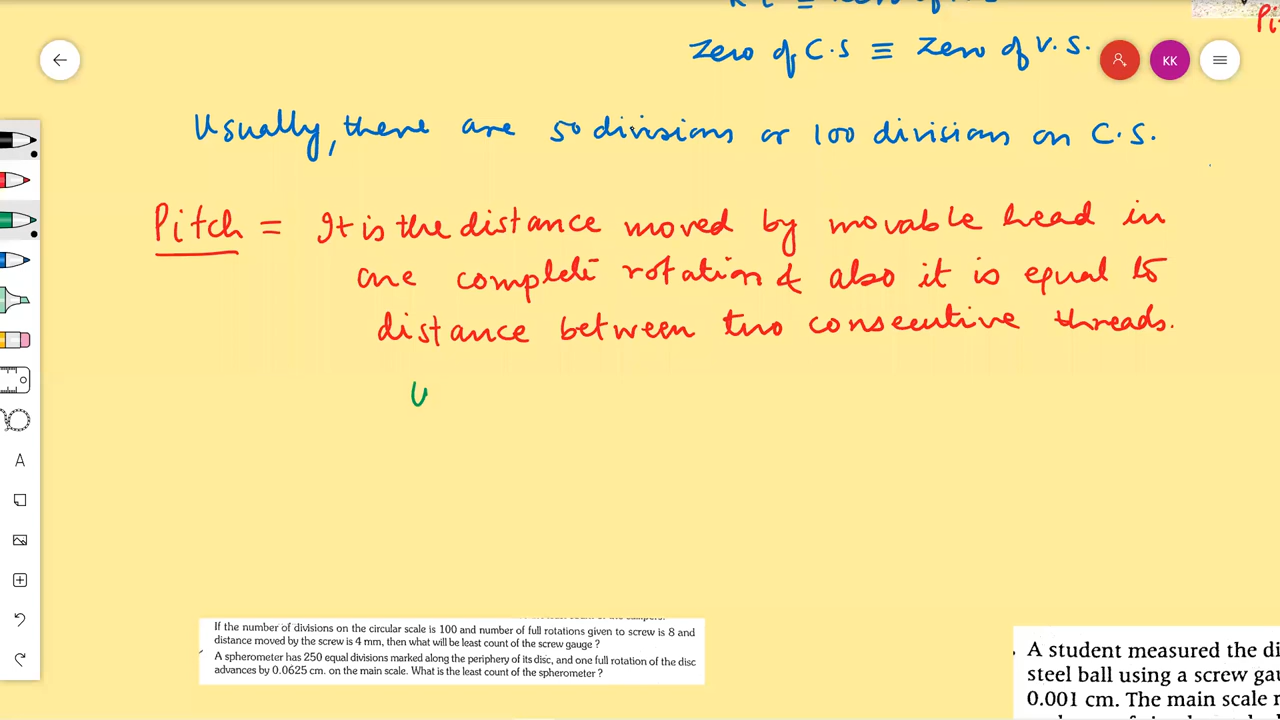 Zero of C.S ≡ Zero of V.S.
KK
Usually, there are 50 divisions or 100 divisions on C.S.
Pitch = It is the distance moved by movable head in
one complete rotation & also it is equal to
distance between two consecutive threads.
U
A
If the number of divisions on the circular scale is 100 and number of full rotations given to screw is 8 and
distance moved by the screw is 4 mm, then what will be least count of the screw gauge ?
A spherometer has 250 equal divisions marked along the periphery of its disc, and one full rotation of the disc
advances by 0.0625 cm. on the main scale. What is the least count of the spherometer ?
A student measured the di
steel ball using a screw gau
0.001 cm. The main scale r